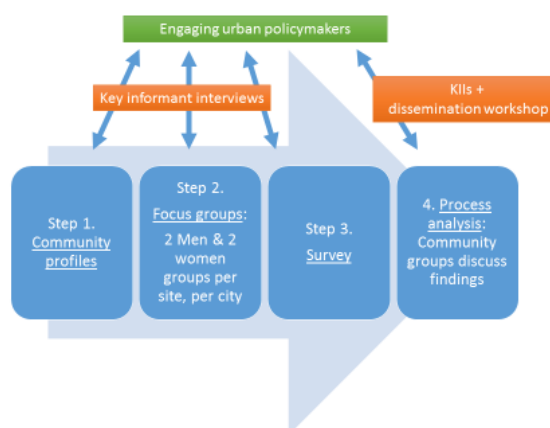 Engaging urban policymakers
Key informant interviews
KIIs +
dissemination workshop
Step 1.
Community
profiles
Step 2.
Focus groups:
2 Men & 2
women
groups per
site, per city
Step 3.
Survey
4. Process
analysis:
Community
groups discuss
findings